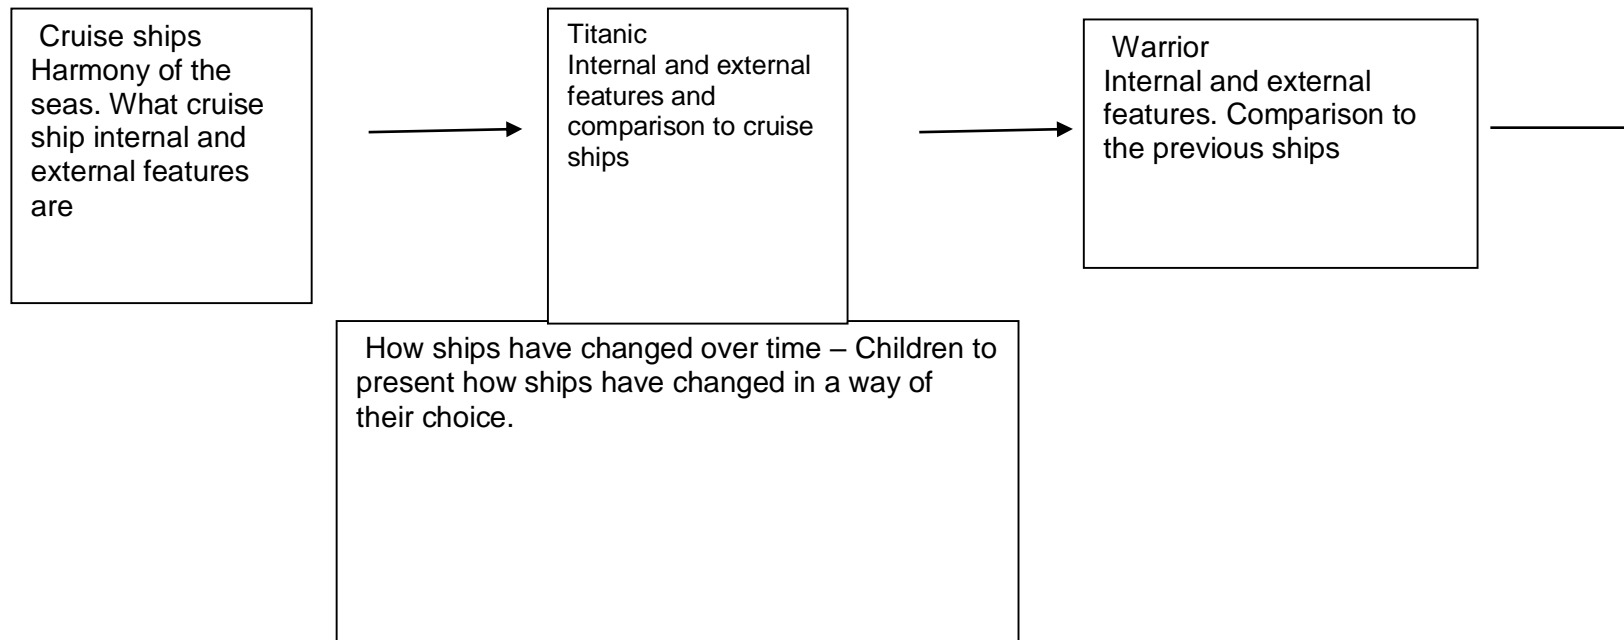 Cruise ships
Harmony of the
seas. What cruise
ship internal and
external features
are
Titanic
Internal and external
features and
comparison to cruise
ships
Warrior
Internal and external
features. Comparison to
the previous ships
How ships have changed over time – Children to
present how ships have changed in a way of
their choice.